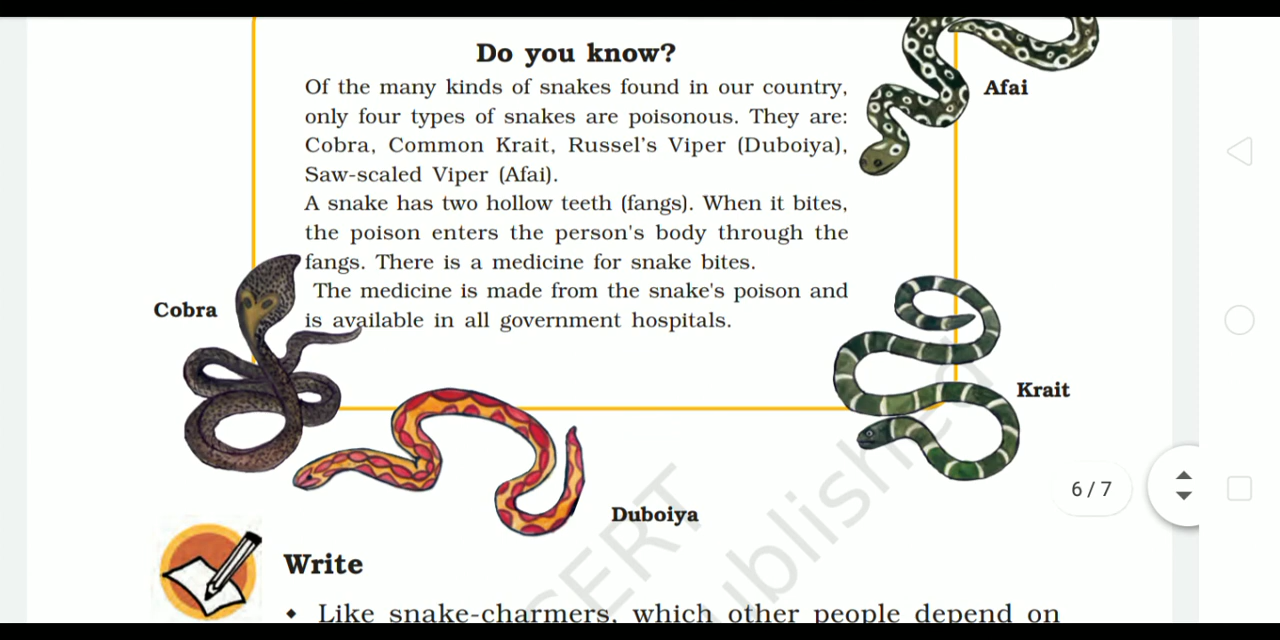 Do you know?
Of the many kinds of snakes found in our country,
only four types of snakes are poisonous. They are:
Cobra, Common Krait, Russel's Viper (Duboiya),
Saw-scaled Viper (Afai).
A snake has two hollow teeth (fangs). When it bites,
the poison enters the person's body through the
fangs. There is a medicine for snake bites.
The medicine is made from the snake's poison and
is available in all government hospitals.
Afai
Cobra
Krait
Duboiya
6 / 7
Write
◆ Like snake-charmers, which other people depend on